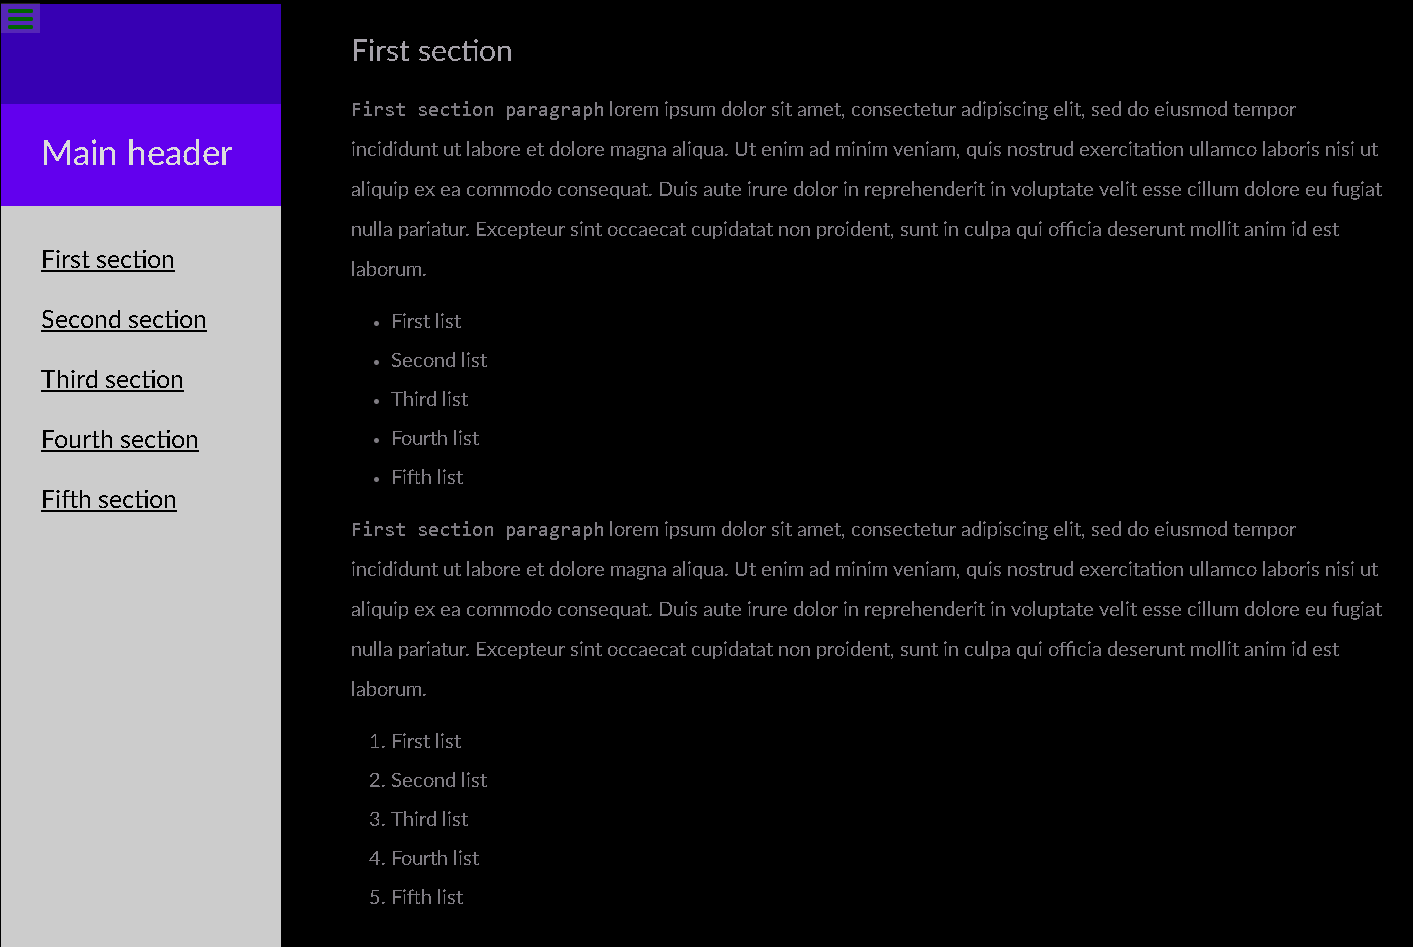 Main header
First section
Second section
Third section
Fourth section
Fifth section
First section
First section paragraph lorem ipsum dolor sit amet, consectetur adipiscing elit, sed do eiusmod tempor
incididunt ut labore et dolore magna aliqua. Ut enim ad minim veniam, quis nostrud exercitation ullamco laboris nisi ut
aliquip ex ea commodo consequat. Duis aute irure dolor in reprehenderit in voluptate velit esse cillum dolore eu fugiat
nulla pariatur. Excepteur sint occaecat cupidatat non proident, sunt in culpa qui officia deserunt mollit anim id est
laborum.
• First list
• Second list
• Third list
• Fourth list
• Fifth list
First section paragraph lorem ipsum dolor sit amet, consectetur adipiscing elit, sed do eiusmod tempor
incididunt ut labore et dolore magna aliqua. Ut enim ad minim veniam, quis nostrud exercitation ullamco laboris nisi ut
aliquip ex ea commodo consequat. Duis aute irure dolor in reprehenderit in voluptate velit esse cillum dolore eu fugiat
nulla pariatur. Excepteur sint occaecat cupidatat non proident, sunt in culpa qui officia deserunt mollit anim id est
laborum.
1. First list
2. Second list
3. Third list
4. Fourth list
5. Fifth list